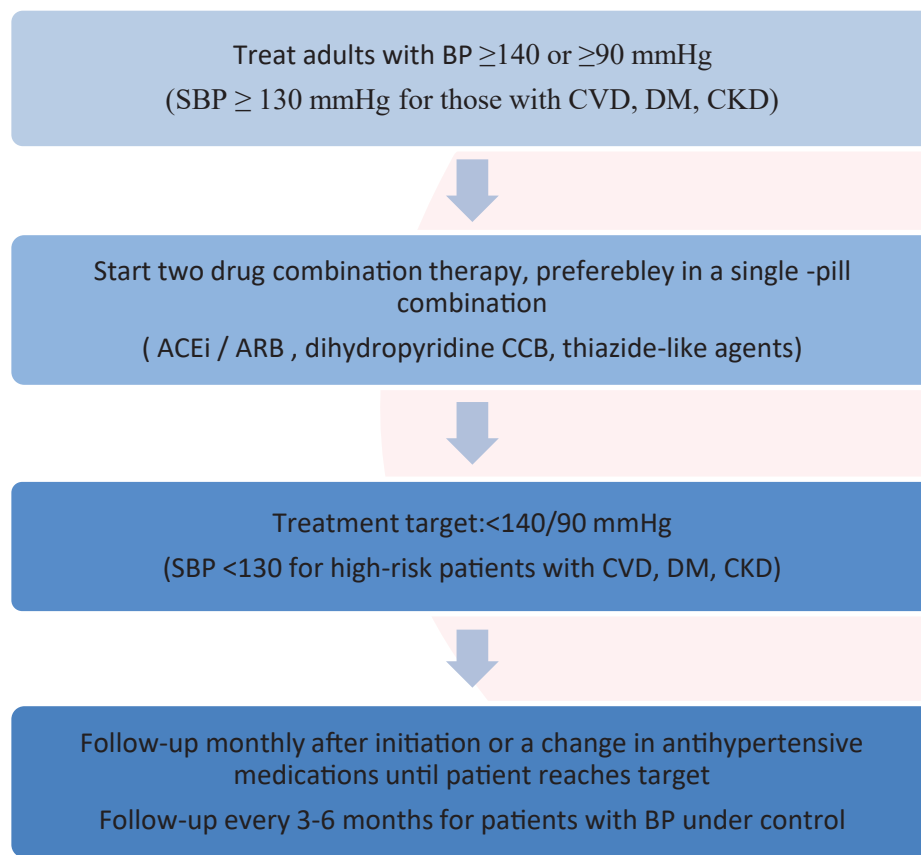 Treat adults with BP ≥140 or ≥90 mmHg
(SBP ≥ 130 mmHg for those with CVD, DM, CKD)
Start two drug combination therapy, preferebley in a single -pill
combination
( ACEi / ARB , dihydropyridine CCB, thiazide-like agents)
Treatment target:<140/90 mmHg
(SBP <130 for high-risk patients with CVD, DM, CKD)
Follow-up monthly after initiation or a change in antihypertensive
medications until patient reaches target
Follow-up every 3-6 months for patients with BP under control